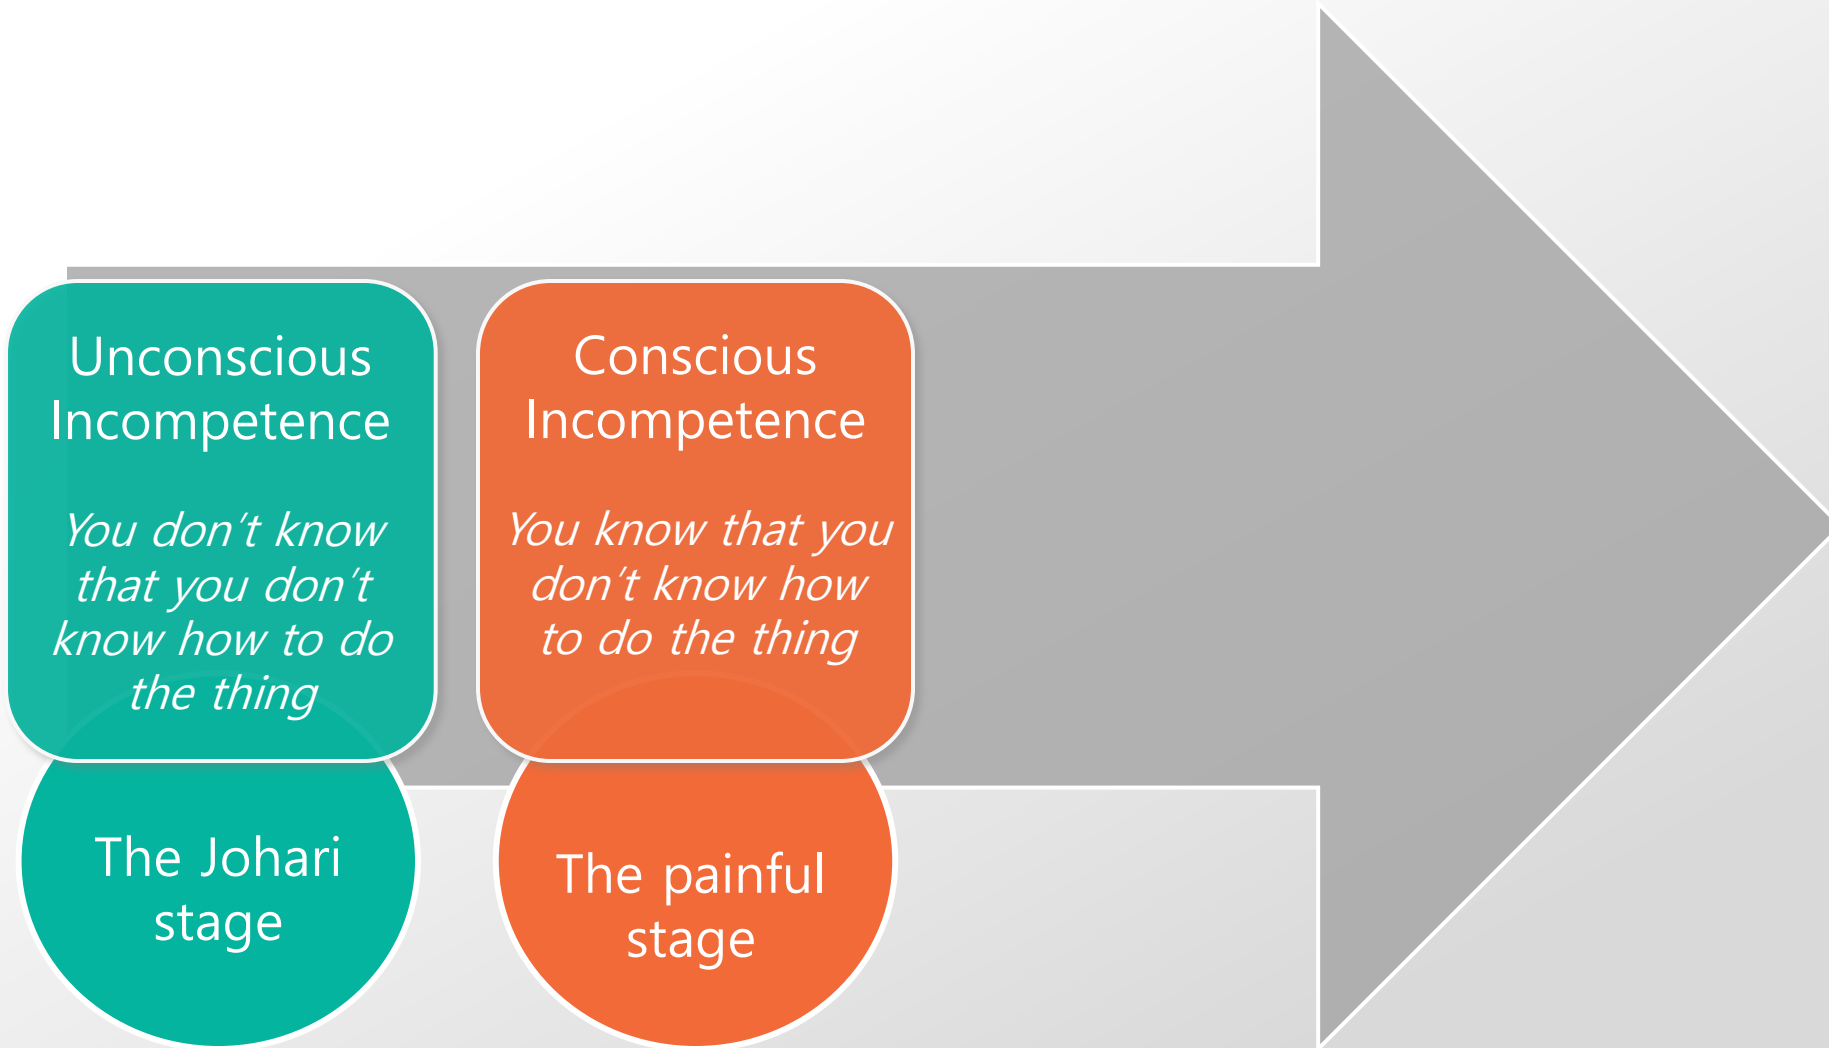 Unconscious
Incompetence
You don't know
that you don't
know how to do
the thing
The Johari
stage
Conscious
Incompetence
You know that you
don't know how
to do the thing
The painful
stage